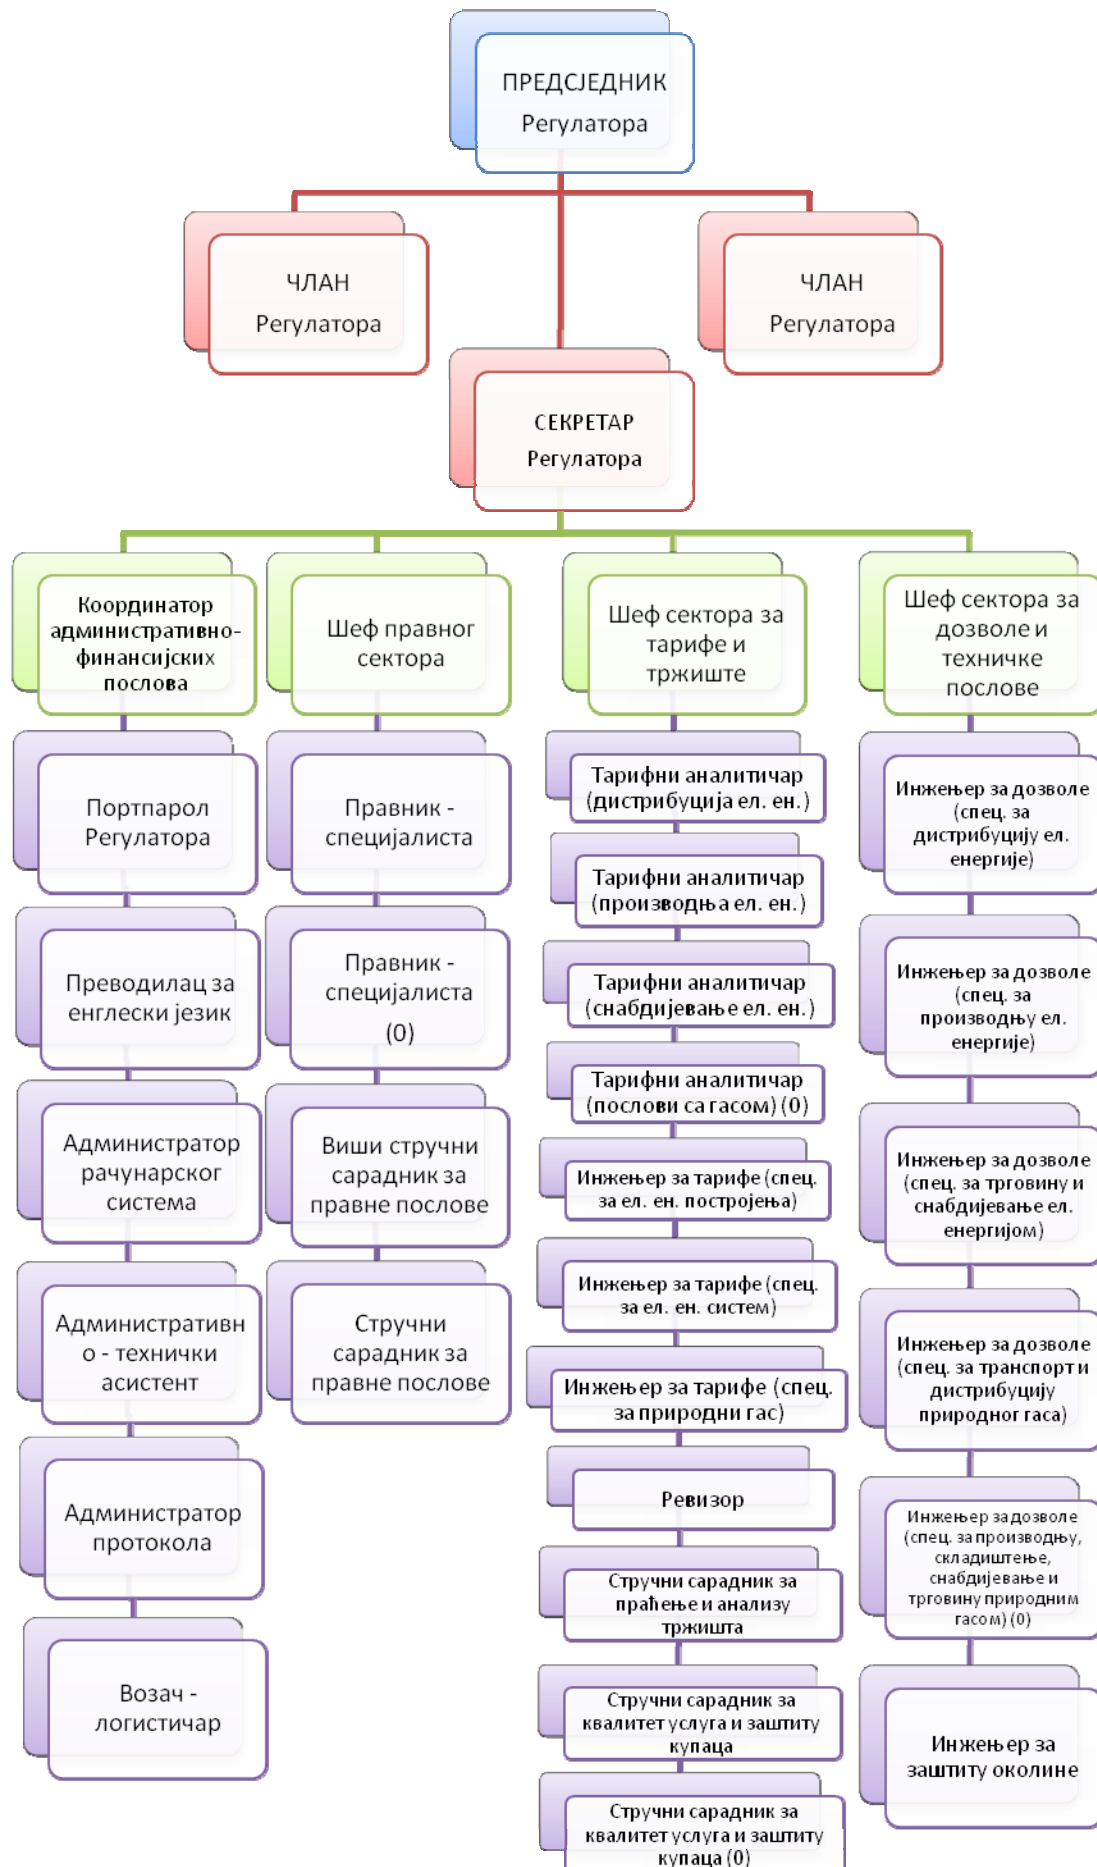 ПРЕДСЈЕДНИК
Регулатора
ЧЛАН
Регулатора
ЧЛАН
Регулатора
СЕКРЕТАР
Регулатора
Координатор
административно-
финансијских
послова
Портпарол
Регулатора
Преводилац за
енглески језик
Администратор
рачунарског
система
Административн
о - технички
асистент
Администратор
протокола
Возач -
логистичар
Шеф правног
сектора
Правник -
специјалиста
Правник -
специјалиста
(0)
Виши стручни
сарадник за
правне послове
Стручни
сарадник за
правне послове
Шеф сектора за
тарифе и
тржиште
Тарифни аналитичар
(дистрибуција ел. ен.)
Тарифни аналитичар
(производња ел. ен.)
Тарифни аналитичар
(снабдијевање ел. ен.)
Тарифни аналитичар
(послови са гасом) (0)
Инжењер за тарифе (спец.
за ел. ен. постројења)
Инжењер за тарифе (спец.
за ел. ен. систем)
Инжењер за тарифе (спец.
за природни гас)
Ревизор
Стручни сарадник за
праћење и анализу
тржишта
Стручни сарадник за
квалитет услуга и заштиту
купаца
Стручни сарадник за
квалитет услуга и заштиту
купаца (0)
Шеф сектора за
дозволе и
техничке
послове
Инжењер за дозволе
(спец. за
дистрибуцију ел.
енергије)
Инжењер за дозволе
(спец. за
производњу ел.
енергије)
Инжењер за дозволе
(спец. за трговину и
снабдијевање ел.
енергијом)
Инжењер за дозволе
(спец. за транспорт и
дистрибуцију
природног гаса)
Инжењер за дозволе
(спец. за производњу,
складиштење,
снабдијевање и
трговину природним
гасом) (0)
Инжењер за
заштиту околине